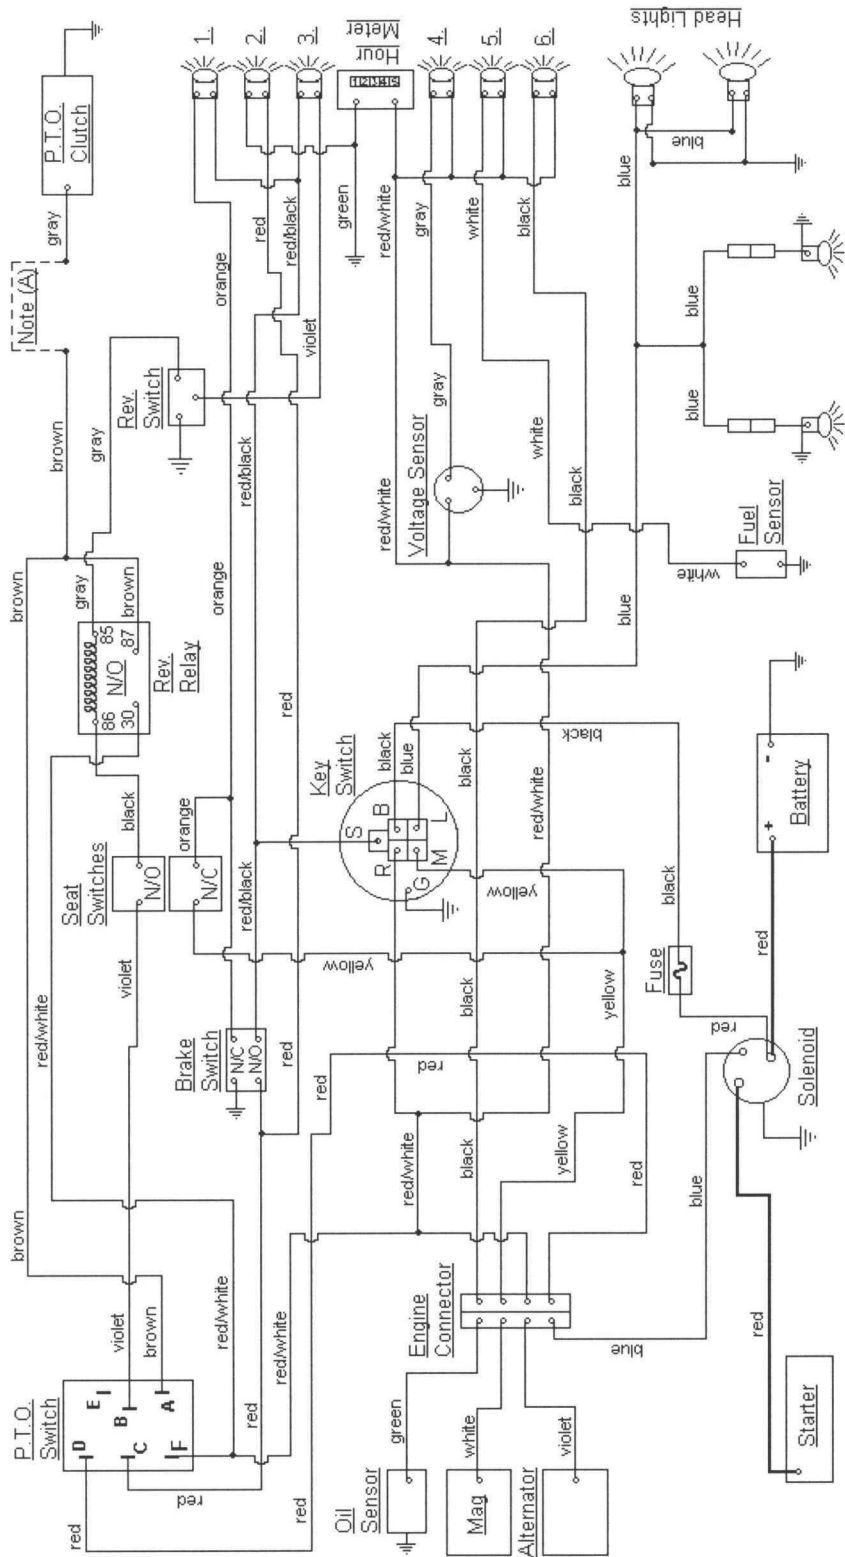 P.T.O.
Switch
D
E
B
C
A
F
red
red
violet
brown
brown
red/white
red/white
red
red
violet
brown
red/white
Seat
Switches
N/O
N/C
black
orange
86
85
N/O
30
87
Rev.
Relay
gray
brown
gray
brown
Rev.
Switch
Note (A)
gray
P.T.O.
Clutch
Brake
Switch
N/C
N/O
red
red
red
yellow
red/black
orange
red
red/black
violet
orange
red
red/black
green
red/white
gray
white
black
1.
2.
3.
Hour
Meter
12345
4.
5.
6.
Key
Switch
S
R
B
G
M
L
black
blue
yellow
red/white
black
yellow
red
black
yellow
black
red/white
black
red/white
Voltage Sensor
gray
white
black
blue
Engine
Connector
Oil
Sensor
green
Mag
white
Alternator
violet
blue
blue
red
Starter
Solenoid
red
Fuse
black
red
Battery
+
-
Fuel
Sensor
white
blue
blue
blue
blue
Head Lights